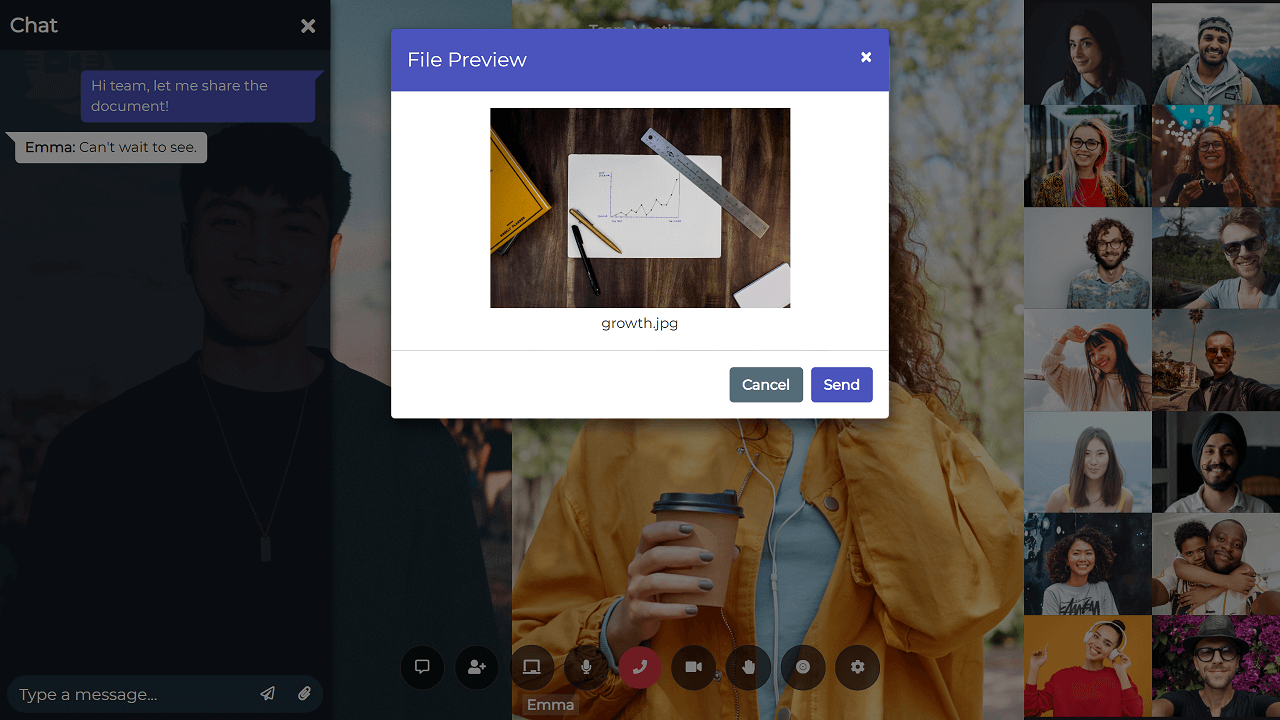 Chat
Team Meeting
File Preview
Hi team, let me share the
document!
Emma: Can't wait to see.
growth.jpg
Cancel
Send
Type a message...
Emma